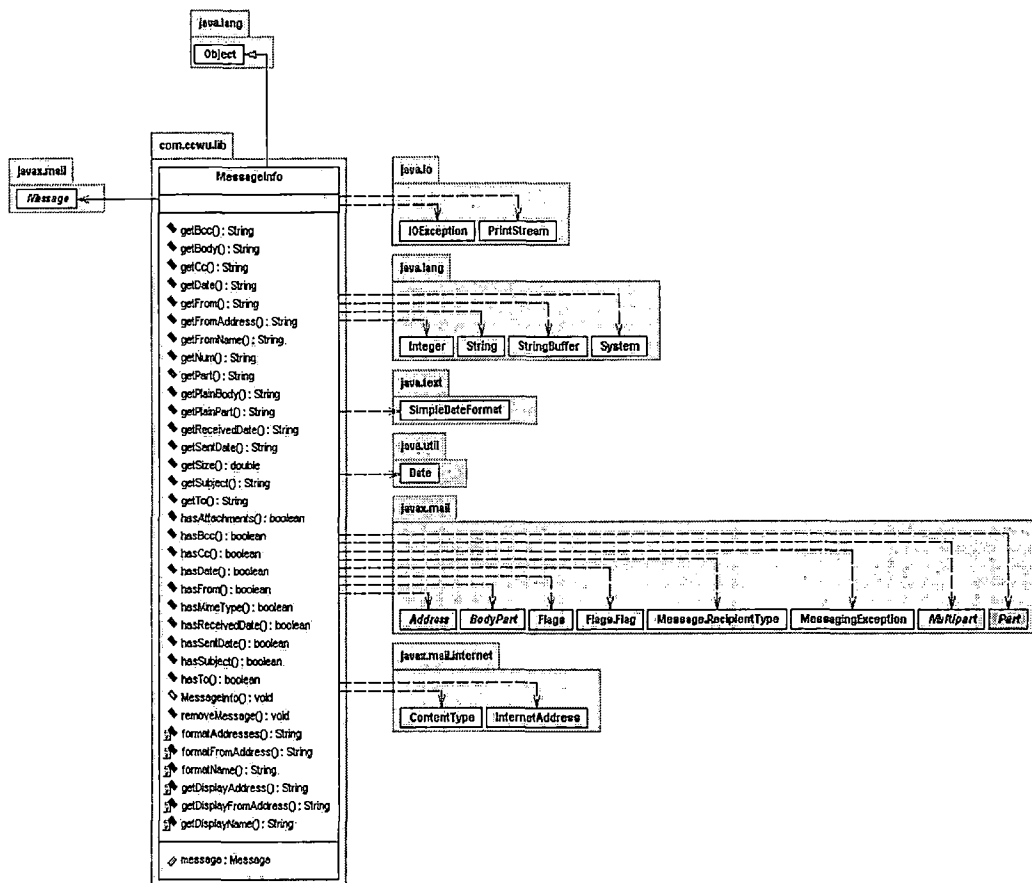 java.lang
Object
com.ccwu.lib
javax.mail
Message
MessageInfo
getBcc() : String
getBody() : String
getCc() : String
getDate() : String
getFrom() : String
getFromAddress() : String
getFromName() : String
getNum() : String
getPart() : String
getPlainBody() : String
getPlainPart() : String
getReceivedDate() : String
getSentDate() : String
getSize() : double
getSubject() : String
getTo() : String
hasAttachments() : boolean
hasBcc() : boolean
hasCc() : boolean
hasDate() : boolean
hasFrom() : boolean
hasMimeType() : boolean
hasReceivedDate() : boolean
hasSentDate() : boolean
hasSubject() : boolean
hasTo() : boolean
MessageInfo() : void
removeMessage() : void
formatAddresses() : String
formatFromAddress() : String
formatName() : String
getDisplayAddress() : String
getDisplayFromAddress() : String
getDisplayName() : String
message : Message
java.io
IOException PrintStream
java.lang
Integer String StringBuffer System
java.text
SimpleDateFormat
java.util
Date
javax.mail
Address BodyPart Flags Flags.Flag Message.RecipientType MessagingException Multipart Part
javax.mail.internet
ContentType InternetAddress